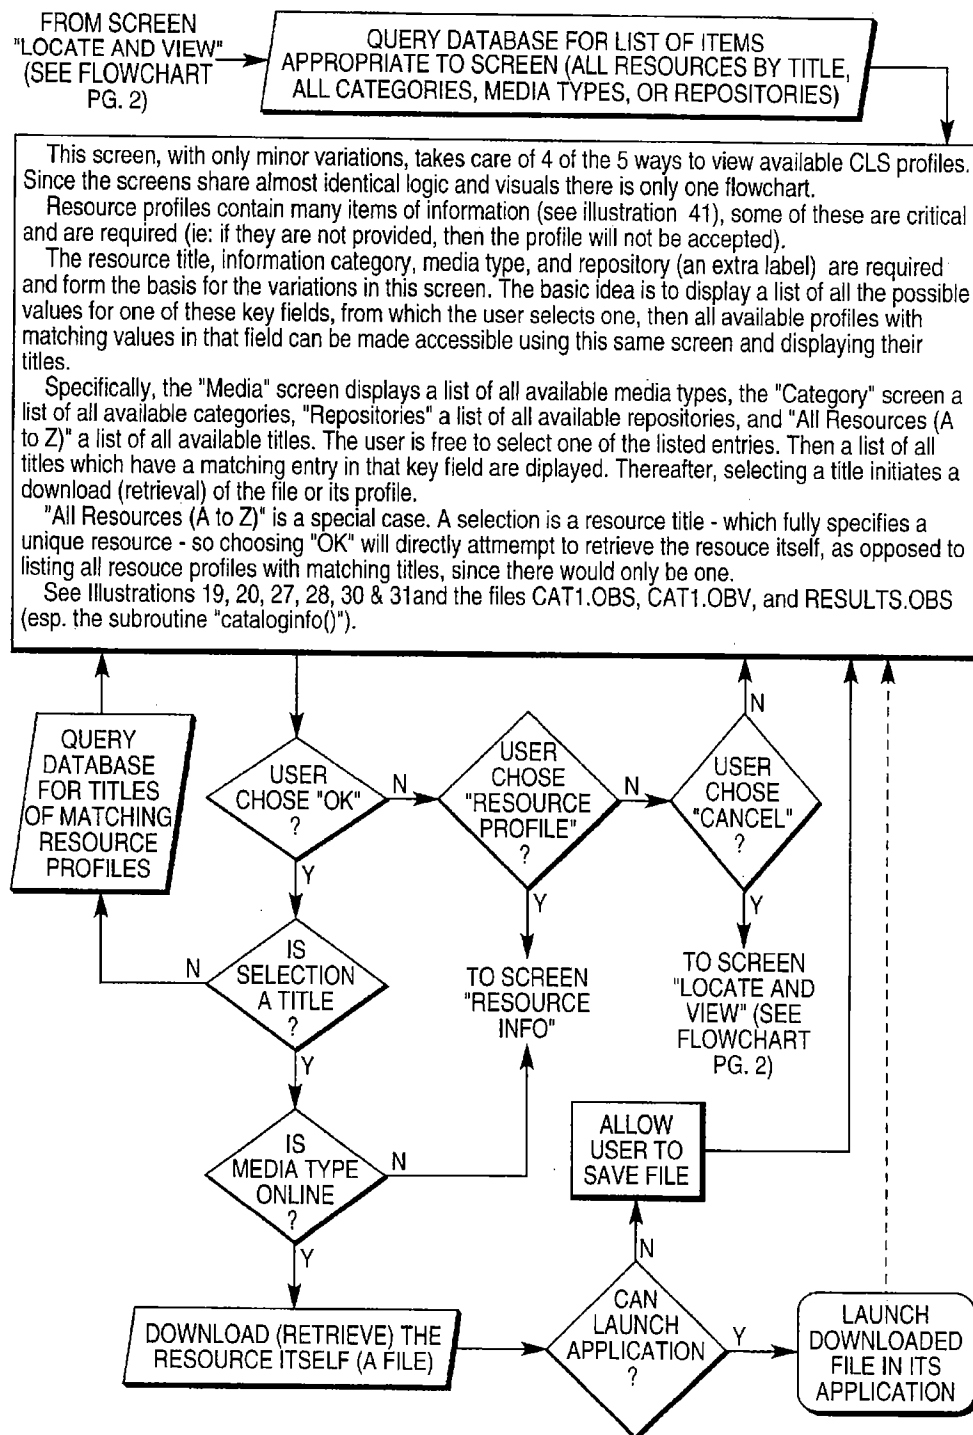 FROM SCREEN
"LOCATE AND VIEW"
(SEE FLOWCHART
PG. 2)
QUERY DATABASE FOR LIST OF ITEMS
APPROPRIATE TO SCREEN (ALL RESOURCES BY TITLE,
ALL CATEGORIES, MEDIA TYPES, OR REPOSITORIES)
This screen, with only minor variations, takes care of 4 of the 5 ways to view available CLS profiles.
Since the screens share almost identical logic and visuals there is only one flowchart.
Resource profiles contain many items of information (see illustration 41), some of these are critical
and are required (ie: if they are not provided, then the profile will not be accepted).
The resource title, information category, media type, and repository (an extra label) are required
and form the basis for the variations in this screen. The basic idea is to display a list of all the possible
values for one of these key fields, from which the user selects one, then all available profiles with
matching values in that field can be made accessible using this same screen and displaying their
titles.
Specifically, the "Media" screen displays a list of all available media types, the "Category" screen a
list of all available categories, "Repositories" a list of all available repositories, and "All Resources (A
to Z)" a list of all available titles. The user is free to select one of the listed entries. Then a list of all
titles which have a matching entry in that key field are diplayed. Thereafter, selecting a title initiates a
download (retrieval) of the file or its profile.
"All Resources (A to Z)" is a special case. A selection is a resource title - which fully specifies a
unique resource - so choosing "OK" will directly attmempt to retrieve the resouce itself, as opposed to
listing all resouce profiles with matching titles, since there would only be one.
See Illustrations 19, 20, 27, 28, 30 & 31and the files CAT1.OBS, CAT1.OBV, and RESULTS.OBS
(esp. the subroutine "cataloginfo()").
QUERY
DATABASE
FOR TITLES
OF MATCHING
RESOURCE
PROFILES
USER
CHOSE "OK"
?
N
Y
USER
CHOSE
"RESOURCE
PROFILE"
?
N
Y
USER
CHOSE
"CANCEL"
?
N
Y
IS
SELECTION
A TITLE
?
N
Y
TO SCREEN
"RESOURCE
INFO"
TO SCREEN
"LOCATE AND
VIEW" (SEE
FLOWCHART
PG. 2)
IS
MEDIA TYPE
ONLINE
?
N
Y
ALLOW
USER TO
SAVE FILE
N
DOWNLOAD (RETRIEVE) THE
RESOURCE ITSELF (A FILE)
CAN
LAUNCH
APPLICATION
?
Y
LAUNCH
DOWNLOADED
FILE IN ITS
APPLICATION